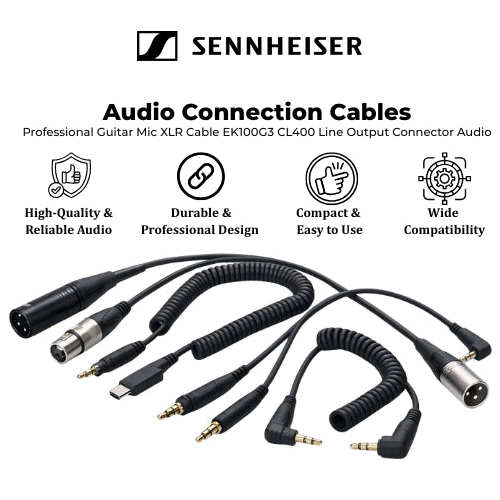 SENNHEISER
Audio Connection Cables
Professional Guitar Mic XLR Cable EK100G3 CL400 Line Output Connector Audio
High-Quality &
Reliable Audio
Durable &
Professional Design
Compact &
Easy to Use
Wide
Compatibility